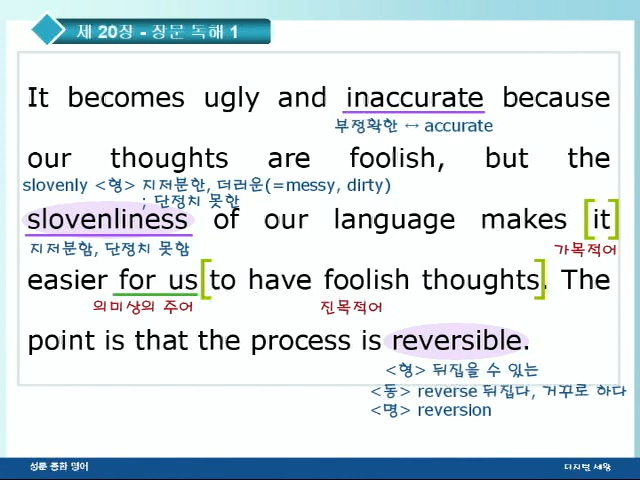 제 20장 - 장문 독해 1
It becomes ugly and inaccurate because
부정확한 ↔ accurate
our thoughts are foolish, but the
slovenly <형> 지저분한, 더러운(=messy, dirty)
; 단정치 못한
slovenliness of our language makes [it]
지저분함, 단정치 못함
가목적어
easier for us [to have foolish thoughts]. The
의미상의 주어
진목적어
point is that the process is reversible.
<형> 뒤집을 수 있는
<동> reverse 뒤집다, 거꾸로 하다
<명> reversion
성문 종합 영어
디지털 세왕